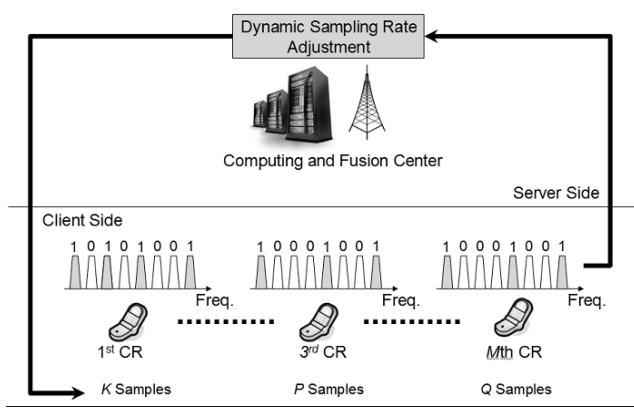 Dynamic Sampling Rate
Adjustment
Computing and Fusion Center
Server Side
Client Side
1 0 1 0 1 0 0 1
1 0 0 0 1 0 0 1
1 0 0 0 1 0 0 1
Freq.
Freq.
Freq.
1st CR
3rd CR
Mth CR
K Samples
P Samples
Q Samples